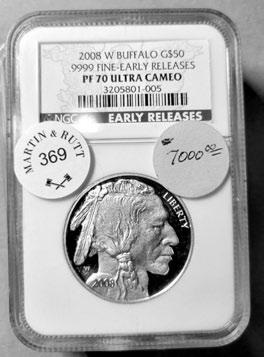 2008 W BUFFALO G$50
.9999 FINE-EARLY RELEASES
PF 70 ULTRA CAMEO
3205801-005
NGC EARLY RELEASES
MARTIN & RUTT
369
7000.00
LIBERTY
2008